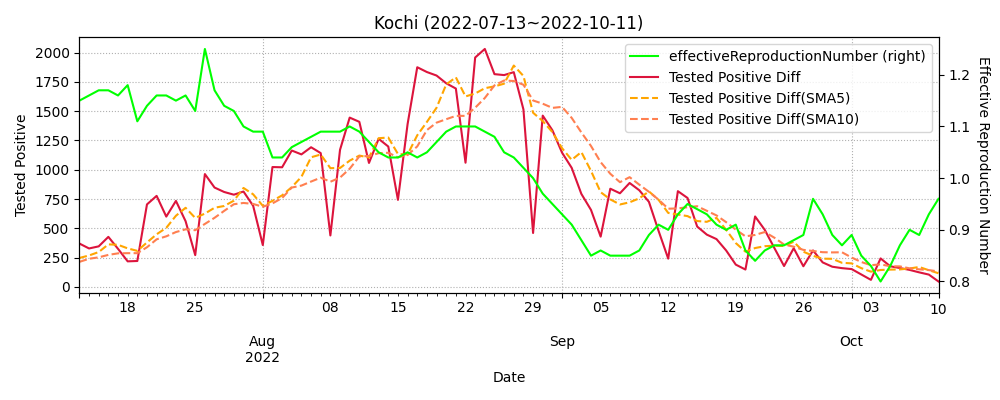 Kochi (2022-07-13~2022-10-11)
effectiveReproductionNumber (right)
Tested Positive Diff
Tested Positive Diff(SMA5)
Tested Positive Diff(SMA10)
Tested Positive
2000
1750
1500
1250
1000
750
500
250
0
1.2
1.1
1.0
0.9
0.8
Effective Reproduction Number
18 25 08 15 22 29 05 12 19 26 03 10
Aug Sep Oct
2022
Date